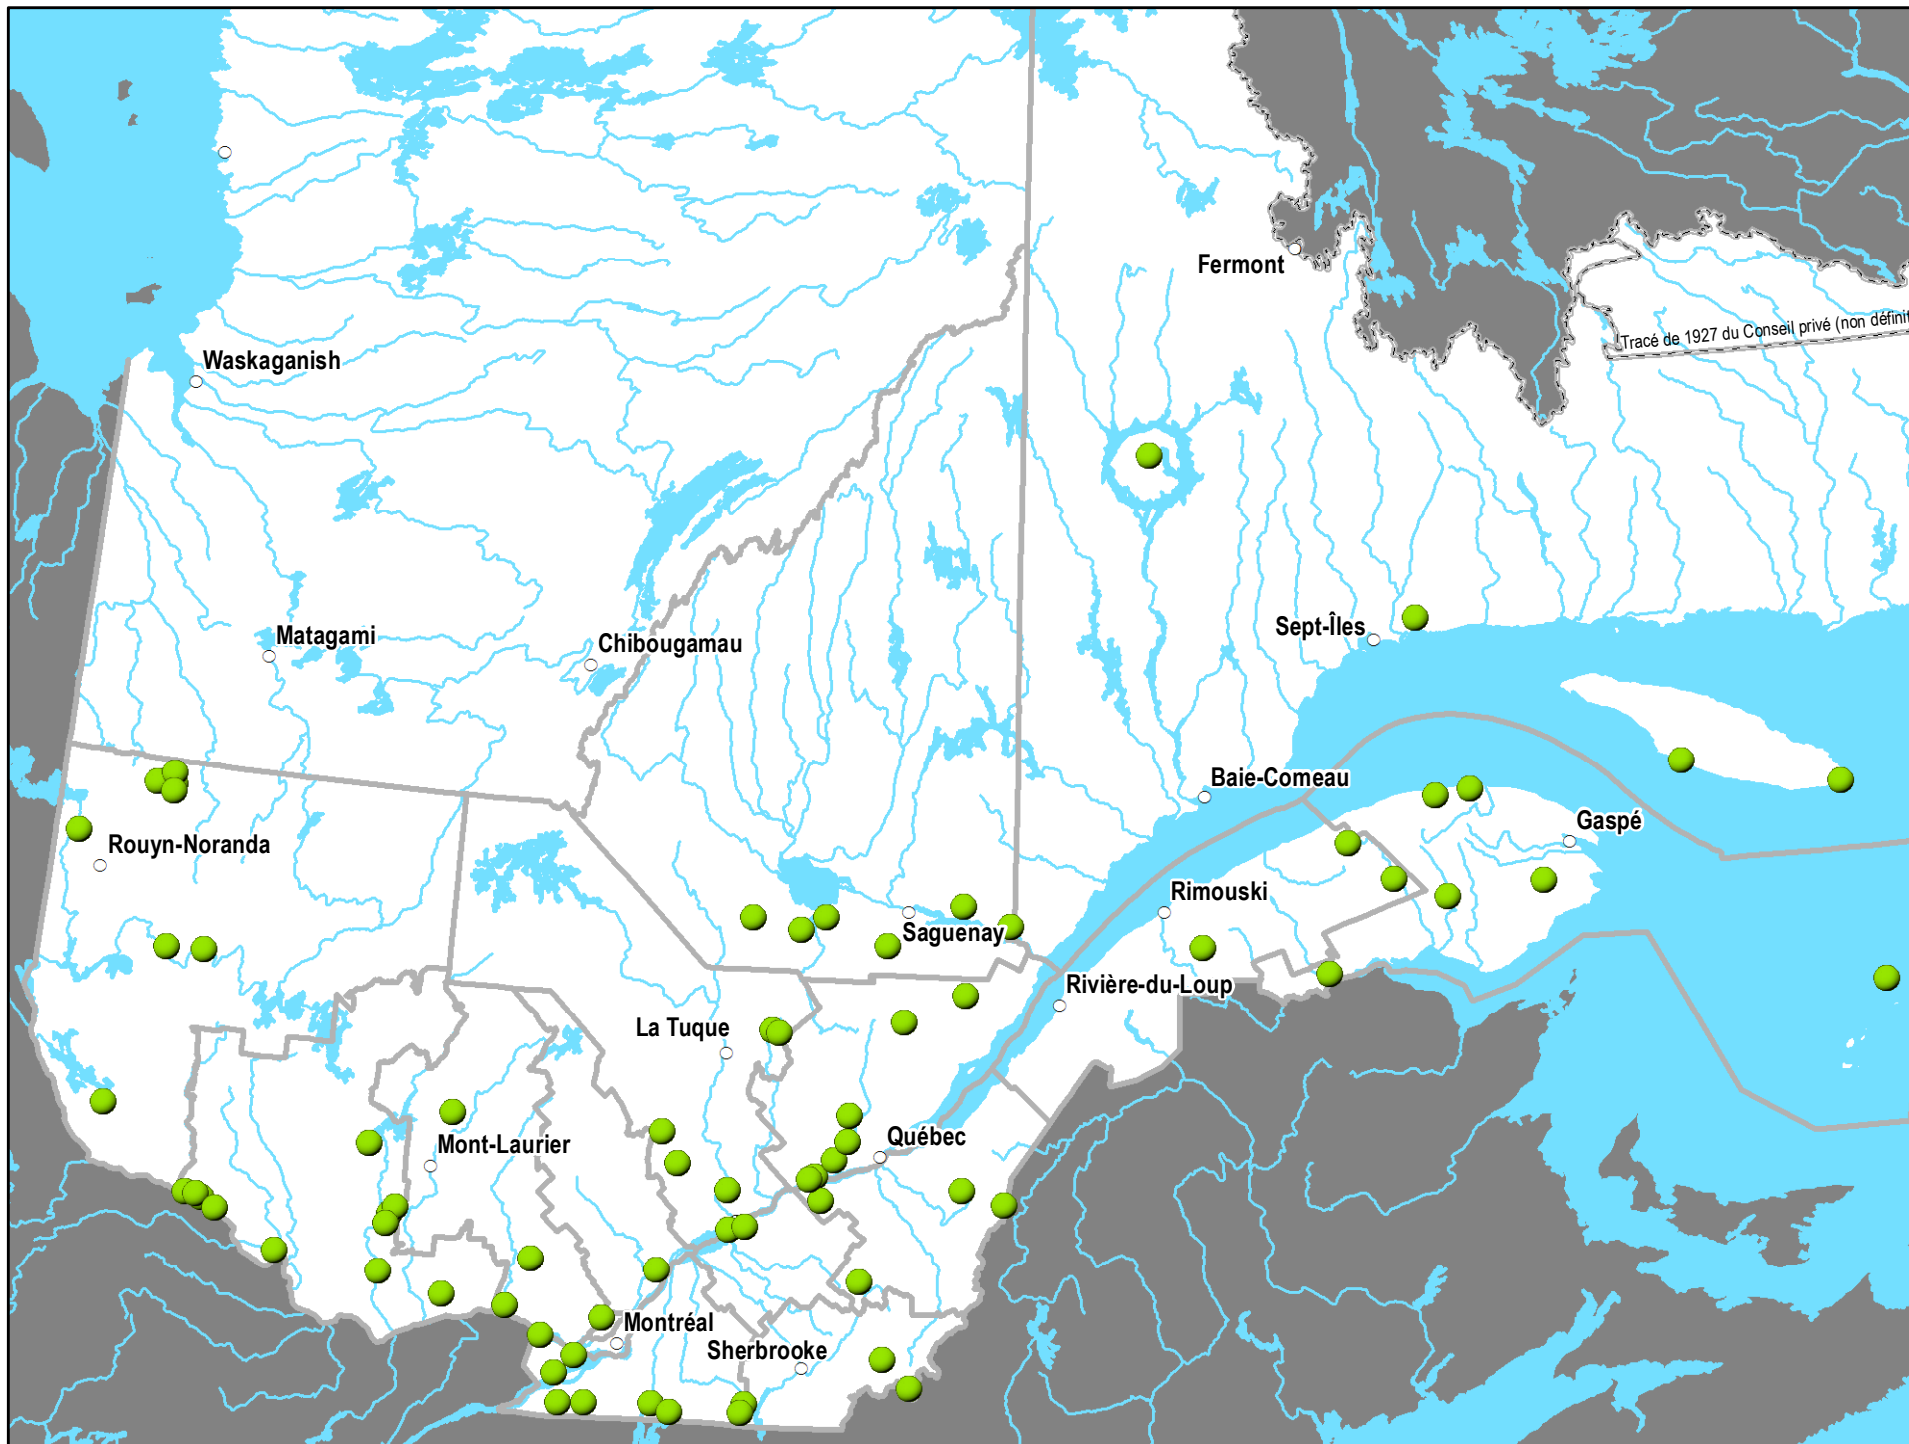 Fermont
Tracé de 1927 du Conseil privé (non définit
Waskaganish
Sept-Îles
Matagami
Chibougamau
Baie-Comeau
Gaspé
Rouyn-Noranda
Rimouski
Saguenay
Rivière-du-Loup
La Tuque
Québec
Mont-Laurier
Montréal
Sherbrooke